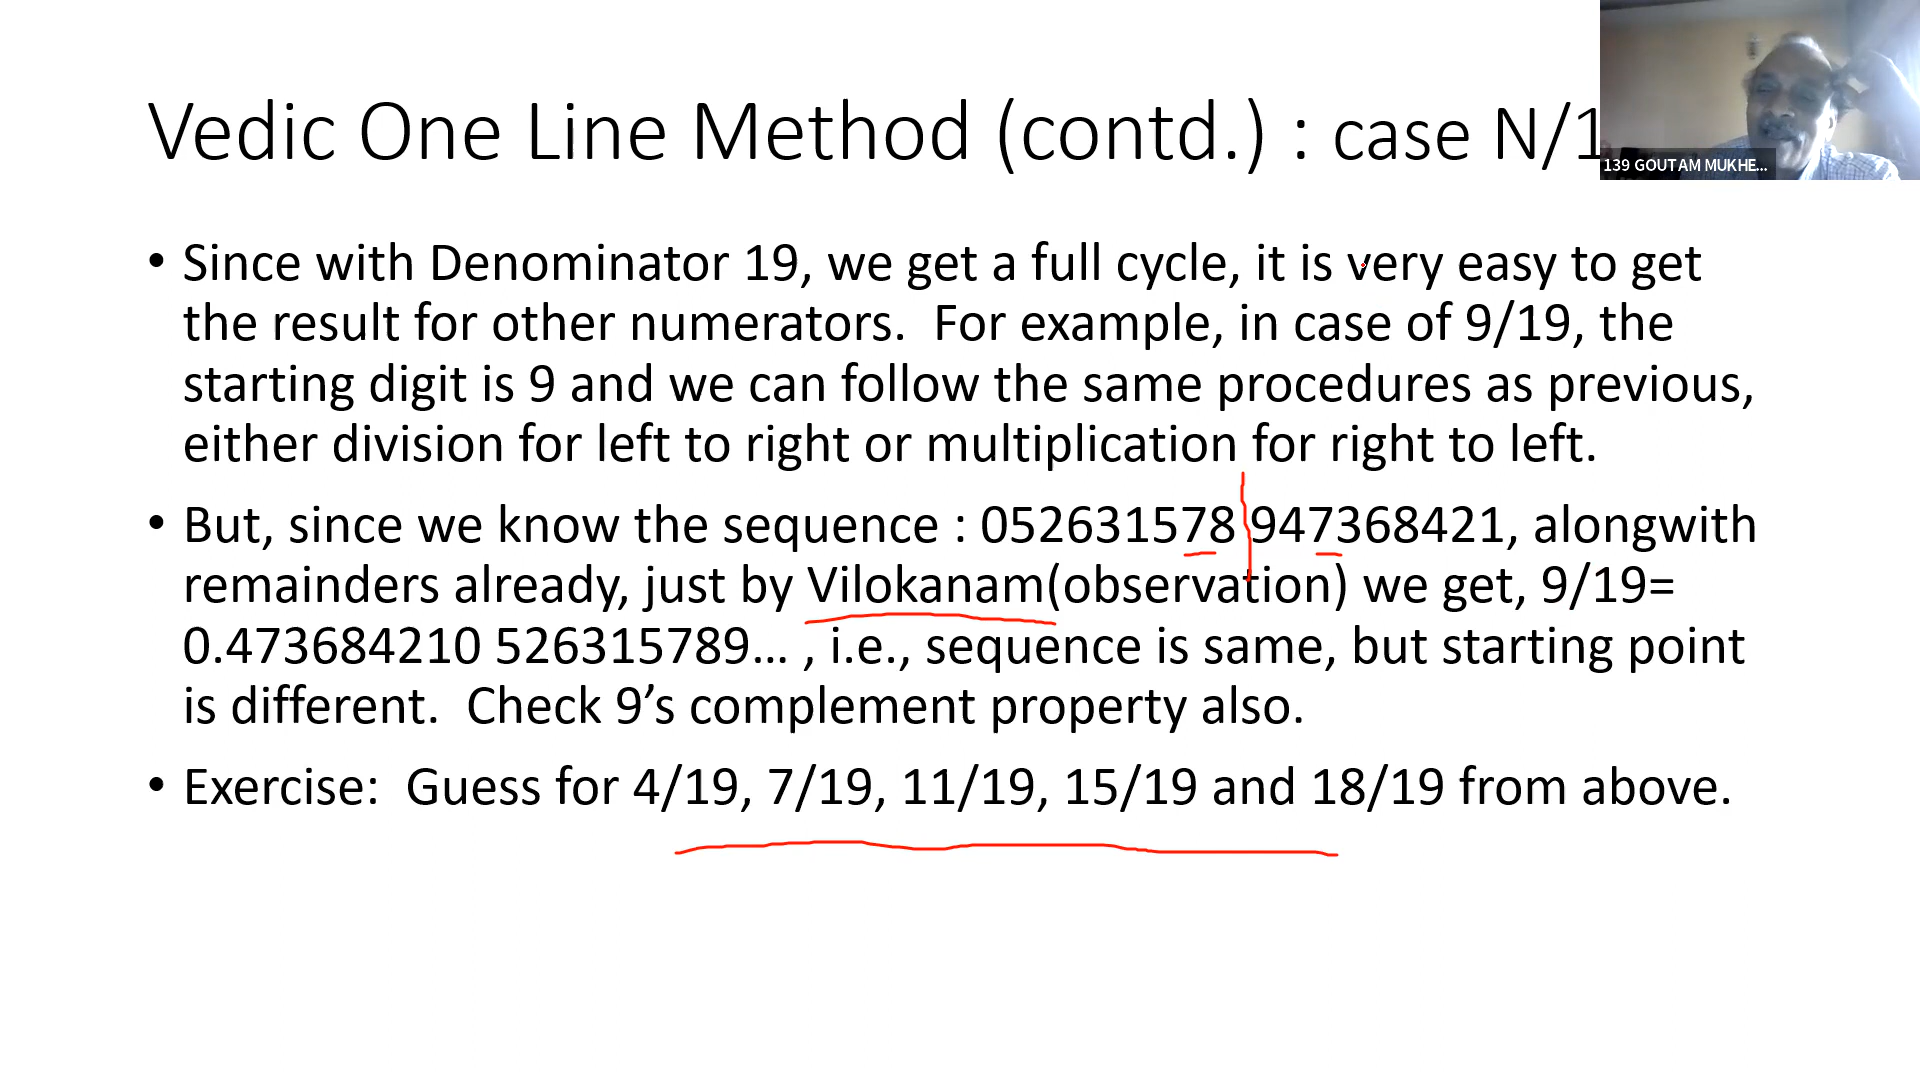 Vedic One Line Method (contd.) : case N/1
139 GOUTAM MUKHE...
• Since with Denominator 19, we get a full cycle, it is very easy to get
the result for other numerators.  For example, in case of 9/19, the
starting digit is 9 and we can follow the same procedures as previous,
either division for left to right or multiplication for right to left.
• But, since we know the sequence : 052631578 947368421, alongwith
remainders already, just by Vilokanam(observation) we get, 9/19=
0.473684210 526315789... , i.e., sequence is same, but starting point
is different.  Check 9’s complement property also.
• Exercise:  Guess for 4/19, 7/19, 11/19, 15/19 and 18/19 from above.